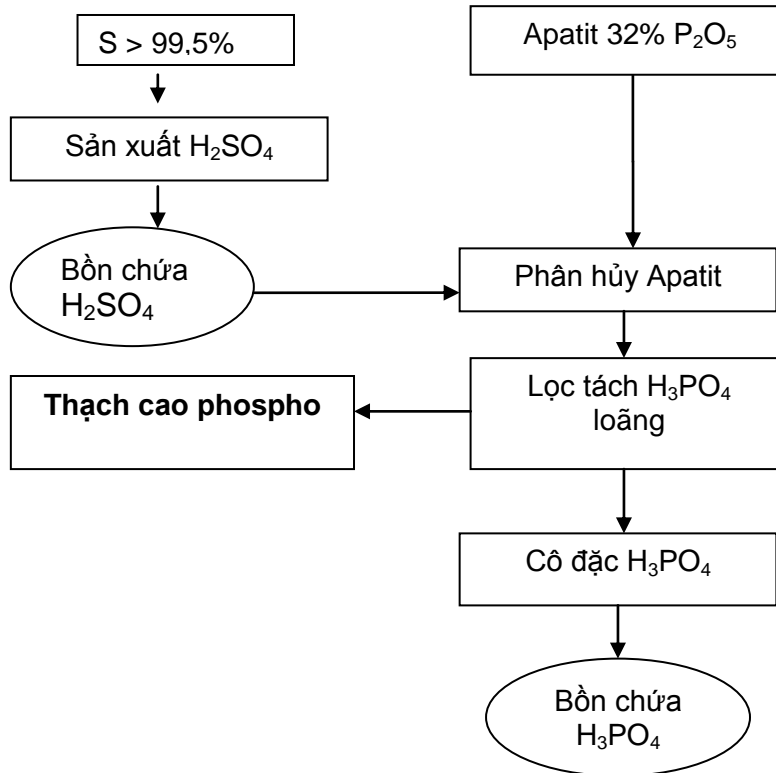 S > 99,5%
Apatit 32% P₂O₅
Sản xuất H₂SO₄
Bồn chứa
H₂SO₄
Phân hủy Apatit
Thạch cao phospho
Lọc tách H₃PO₄
loãng
Cô đặc H₃PO₄
Bồn chứa
H₃PO₄